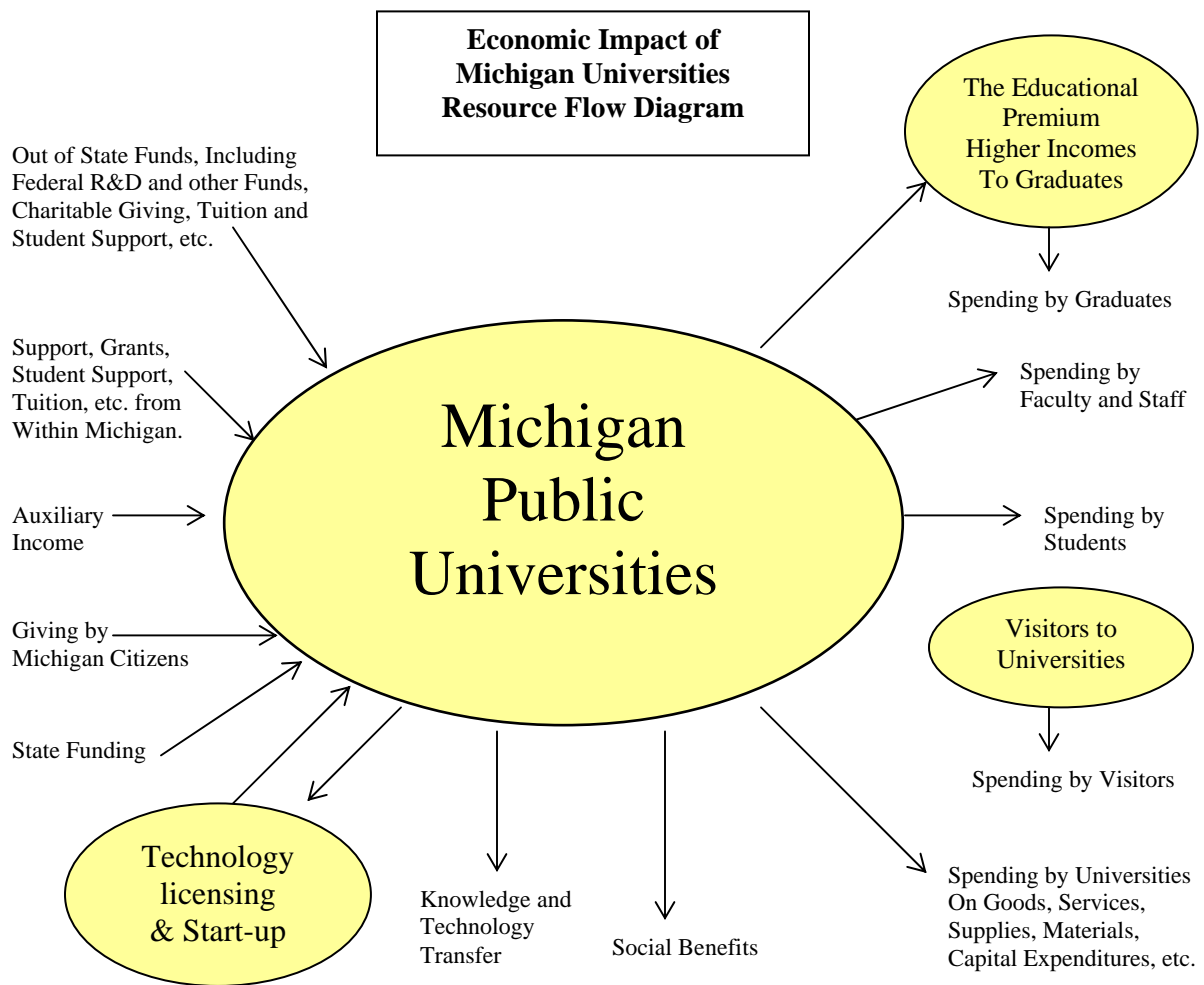 Economic Impact of
Michigan Universities
Resource Flow Diagram
The Educational
Premium
Higher Incomes
To Graduates
Out of State Funds, Including
Federal R&D and other Funds,
Charitable Giving, Tuition and
Student Support, etc.
Spending by Graduates
Support, Grants,
Student Support,
Tuition, etc. from
Within Michigan.
Spending by
Faculty and Staff
Michigan
Public
Universities
Auxiliary
Income
Spending by
Students
Giving by
Michigan Citizens
Visitors to
Universities
State Funding
Spending by Visitors
Technology
licensing
& Start-up
Knowledge and
Technology
Transfer
Social Benefits
Spending by Universities
On Goods, Services,
Supplies, Materials,
Capital Expenditures, etc.